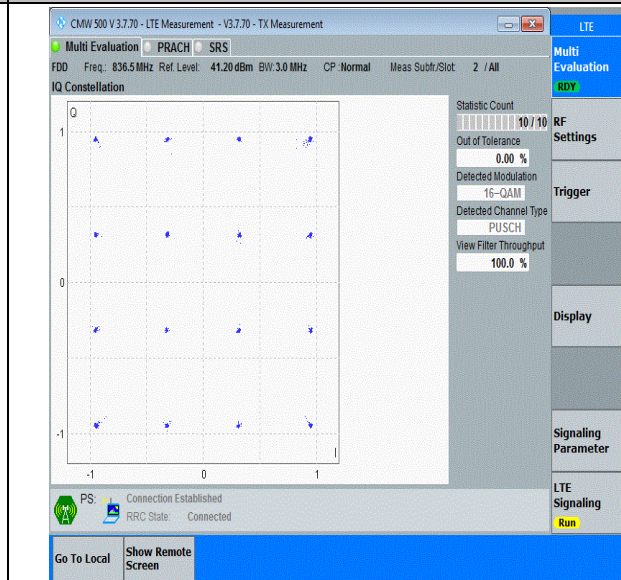 CMW 500 V 3.7.70 - LTE Measurement - V3.7.70 - TX Measurement
LTE
Multi Evaluation PRACH SRS
Multi Evaluation
RDY
FDD Freq.: 836.5 MHz Ref. Level: 41.20 dBm BW: 3.0 MHz CP :Normal Meas Subfr./Slot: 2 / All
IQ Constellation
Q
1
0
-1
-1 0 1
I
Statistic Count
10 / 10
Out of Tolerance
0.00 %
Detected Modulation
16-QAM
Detected Channel Type
PUSCH
View Filter Throughput
100.0 %
RF
Settings
Trigger
Display
Signaling
Parameter
LTE
Signaling
Run
PS: Connection Established
RRC State: Connected
Go To Local
Show Remote
Screen